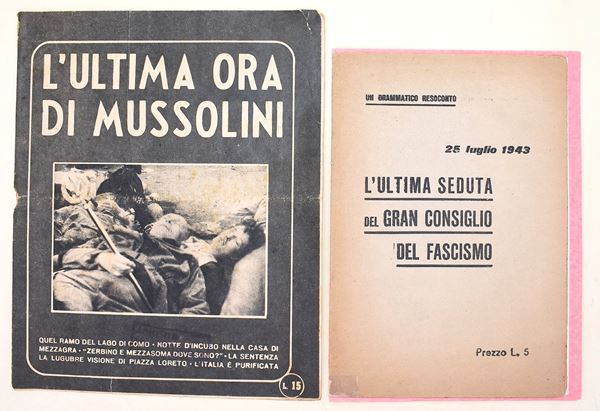 L'ULTIMA ORA
DI MUSSOLINI
QUEL RAMO DEL LAGO DI COMO • NOTTE D'INCUBO NELLA CASA DI
MEZZAGRA • "ZERBINO E MEZZASOMA DOVE SONO?" • LA SENTENZA
LA LUGUBRE VISIONE DI PIAZZA LORETO • L'ITALIA È PURIFICATA
L. 15
UN DRAMMATICO RESOCONTO
25 luglio 1943
L'ULTIMA SEDUTA
DEL GRAN CONSIGLIO
DEL FASCISMO
Prezzo L. 5